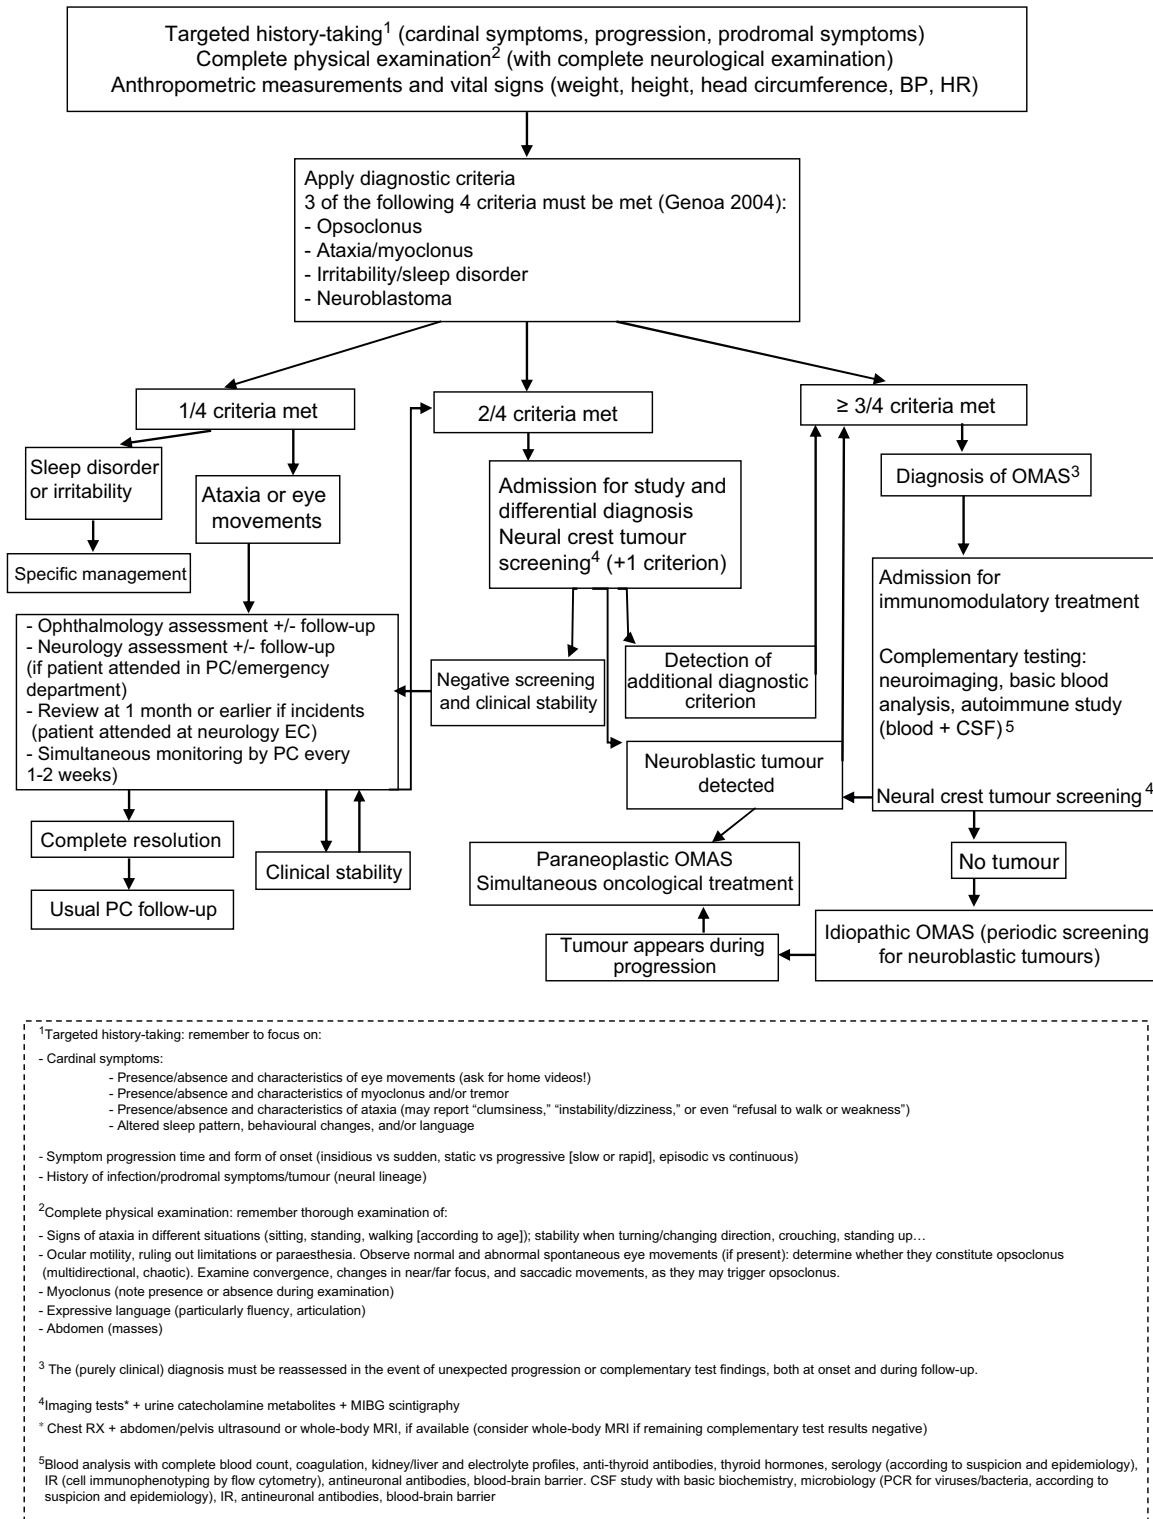 Targeted history-taking1 (cardinal symptoms, progression, prodromal symptoms)
Complete physical examination2 (with complete neurological examination)
Anthropometric measurements and vital signs (weight, height, head circumference, BP, HR)
Apply diagnostic criteria
3 of the following 4 criteria must be met (Genoa 2004):
- Opsoclonus
- Ataxia/myoclonus
- Irritability/sleep disorder
- Neuroblastoma
1/4 criteria met
2/4 criteria met
≥ 3/4 criteria met
Sleep disorder
or irritability
Ataxia or eye
movements
Specific management
Admission for study and
differential diagnosis
Neural crest tumour
screening4 (+1 criterion)
Diagnosis of OMAS3
Admission for
immunomodulatory treatment
Complementary testing:
neuroimaging, basic blood
analysis, autoimmune study
(blood + CSF)5
Neural crest tumour screening4
- Ophthalmology assessment +/- follow-up
- Neurology assessment +/- follow-up
(if patient attended in PC/emergency
department)
- Review at 1 month or earlier if incidents
(patient attended at neurology EC)
- Simultaneous monitoring by PC every
1-2 weeks)
Negative screening
and clinical stability
Detection of
additional diagnostic
criterion
Neuroblastic tumour
detected
Complete resolution
Clinical stability
Usual PC follow-up
Paraneoplastic OMAS
Simultaneous oncological treatment
No tumour
Tumour appears during
progression
Idiopathic OMAS (periodic screening
for neuroblastic tumours)
1Targeted history-taking: remember to focus on:
- Cardinal symptoms:
- Presence/absence and characteristics of eye movements (ask for home videos!)
- Presence/absence and characteristics of myoclonus and/or tremor
- Presence/absence and characteristics of ataxia (may report “clumsiness,” “instability/dizziness,” or even “refusal to walk or weakness”)
- Altered sleep pattern, behavioural changes, and/or language
- Symptom progression time and form of onset (insidious vs sudden, static vs progressive [slow or rapid], episodic vs continuous)
- History of infection/prodromal symptoms/tumour (neural lineage)
2Complete physical examination: remember thorough examination of:
- Signs of ataxia in different situations (sitting, standing, walking [according to age]); stability when turning/changing direction, crouching, standing up…
- Ocular motility, ruling out limitations or paraesthesia. Observe normal and abnormal spontaneous eye movements (if present): determine whether they constitute opsoclonus
(multidirectional, chaotic). Examine convergence, changes in near/far focus, and saccadic movements, as they may trigger opsoclonus.
- Myoclonus (note presence or absence during examination)
- Expressive language (particularly fluency, articulation)
- Abdomen (masses)
3 The (purely clinical) diagnosis must be reassessed in the event of unexpected progression or complementary test findings, both at onset and during follow-up.
4Imaging tests* + urine catecholamine metabolites + MIBG scintigraphy
* Chest RX + abdomen/pelvis ultrasound or whole-body MRI, if available (consider whole-body MRI if remaining complementary test results negative)
5Blood analysis with complete blood count, coagulation, kidney/liver and electrolyte profiles, anti-thyroid antibodies, thyroid hormones, serology (according to suspicion and epidemiology),
IR (cell immunophenotyping by flow cytometry), antineuronal antibodies, blood-brain barrier. CSF study with basic biochemistry, microbiology (PCR for viruses/bacteria, according to
suspicion and epidemiology), IR, antineuronal antibodies, blood-brain barrier